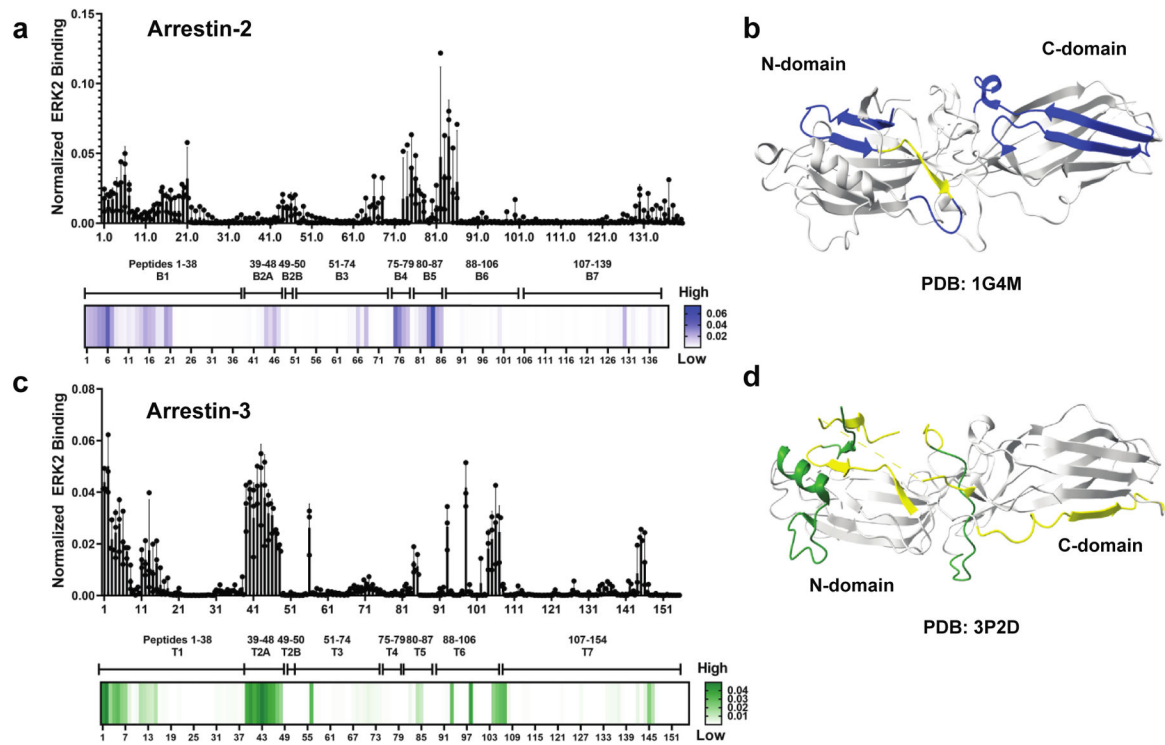 a
Arrestin-2
Normalized ERK2 Binding
0.15
0.10
0.05
0.00
1.0 11.0 21.0 31.0 41.0 51.0 61.0 71.0 81.0 91.0 101.0 111.0 121.0 131.0
Peptides 1-38 39-48 49-50 51-74 75-79 80-87 88-106 107-139
B1 B2A B2B B3 B4 B5 B6 B7
High
0.06
0.04
0.02
Low
1 6 11 16 21 26 31 36 41 46 51 56 61 66 71 76 81 86 91 96 101 106 111 116 121 126 131 136
b
N-domain
C-domain
PDB: 1G4M
c
Arrestin-3
Normalized ERK2 Binding
0.08
0.06
0.04
0.02
0.00
1 11 21 31 41 51 61 71 81 91 101 111 121 131 141 151
Peptides 1-38 39-48 49-50 51-74 75-79 80-87 88-106 107-154
T1 T2A T2B T3 T4 T5 T6 T7
High
0.04
0.03
0.02
0.01
Low
1 7 13 19 25 31 37 43 49 55 61 67 73 79 85 91 97 103 109 115 121 127 133 139 145 151
d
N-domain
C-domain
PDB: 3P2D